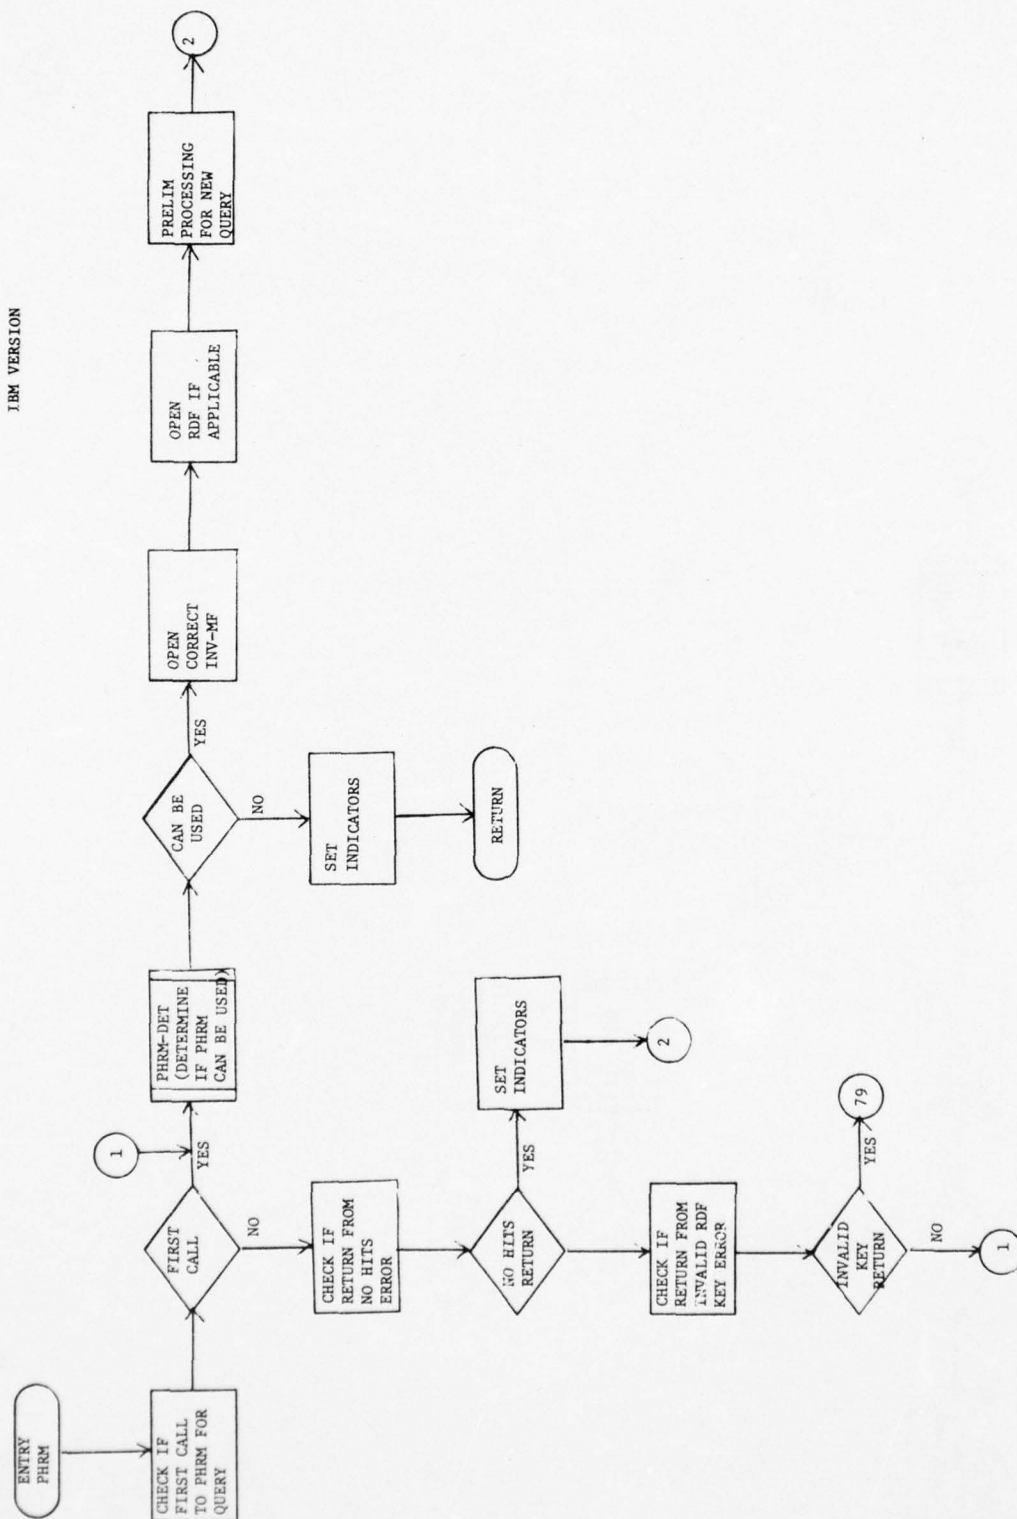 IBM VERSION
ENTRY
PHRM
CHECK IF
FIRST CALL
TO PHRM FOR
QUERY
FIRST
CALL
YES
NO
1
PHRM-DET
(DETERMINE
IF PHRM
CAN BE USED)
CAN BE
USED
YES
NO
OPEN
CORRECT
INV-MF
OPEN
RDF IF
APPLICABLE
PRELIM
PROCESSING
FOR NEW
QUERY
2
SET
INDICATORS
RETURN
CHECK IF
RETURN FROM
NO HITS
ERROR
NO HITS
RETURN
YES
SET
INDICATORS
2
CHECK IF
RETURN FROM
INVALID RDF
KEY ERROR
INVALID
KEY
RETURN
YES
79
NO
1